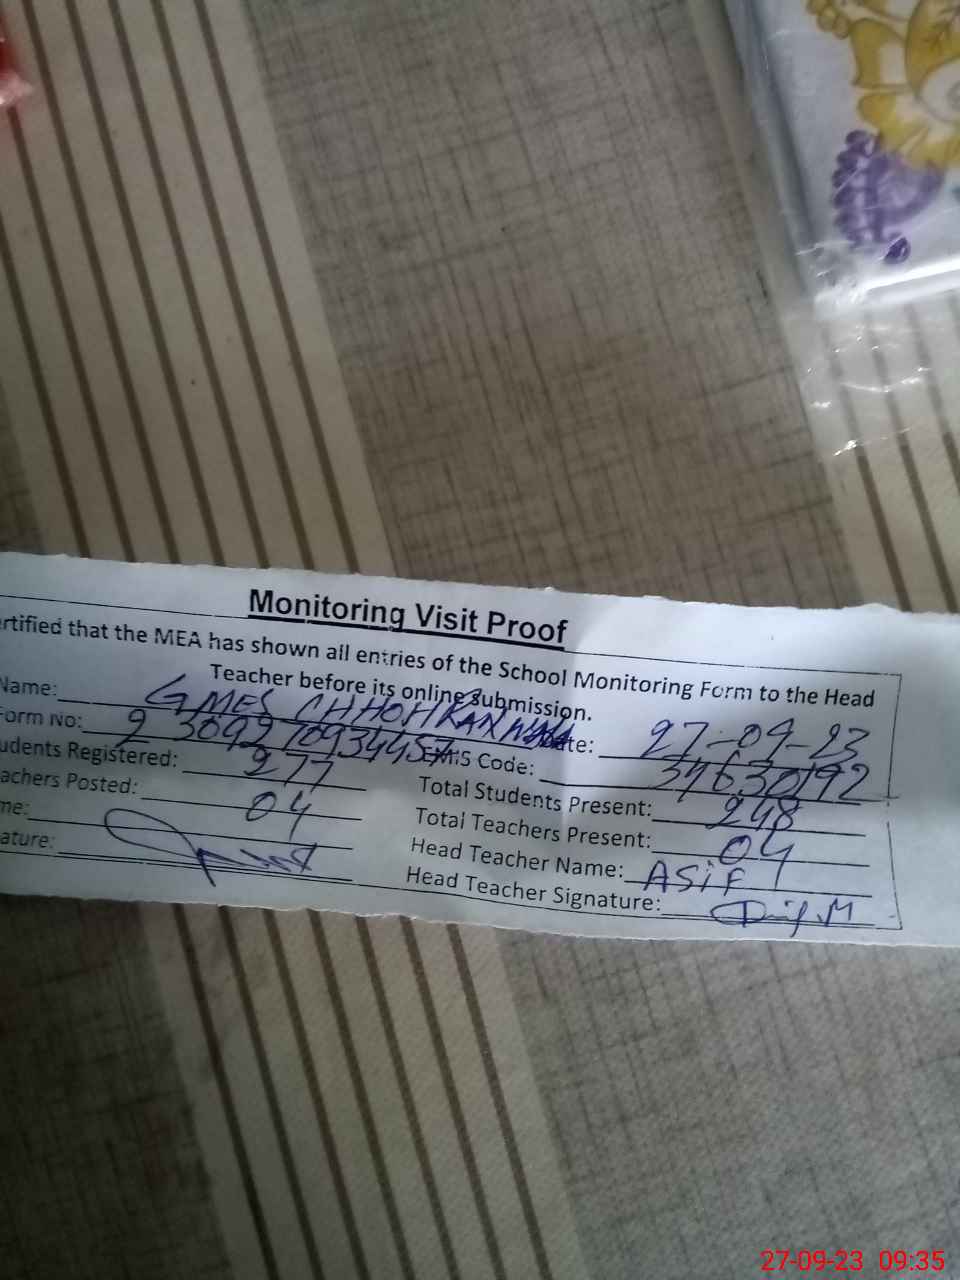 Monitoring Visit Proof
rtified that the MEA has shown all entries of the School Monitoring Form to the Head
Teacher before its online submission.
Name: GMES CHHOHRANWALA Date: 27-09-23
Form No: 230927093445 EMIS Code: 37630192
udents Registered: 277 Total Students Present: 248
achers Posted: 04 Total Teachers Present: 04
me: Head Teacher Name: ASiF
ature: Head Teacher Signature:
27-09-23 09:35